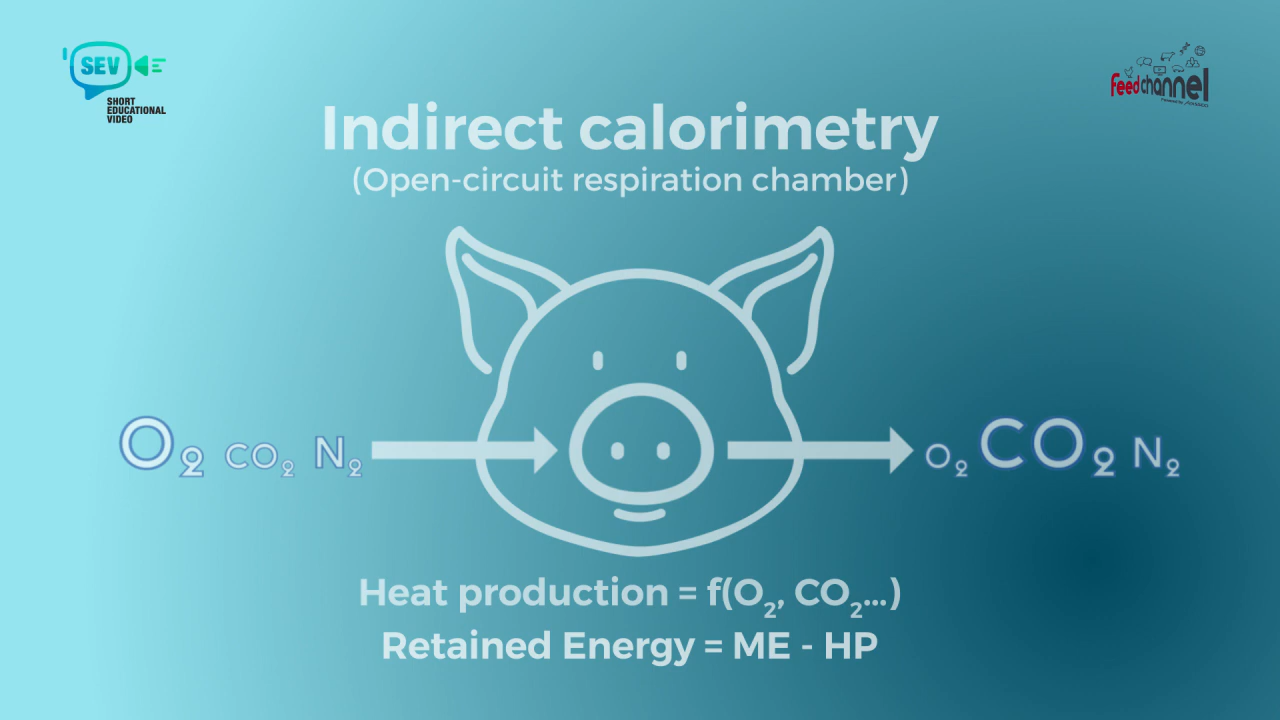 SEV
SHORT
EDUCATIONAL
VIDEO
feedchannel
Indirect calorimetry
(Open-circuit respiration chamber)
O₂ CO₂ N₂
O₂ CO₂ N₂
Heat production = f(O₂, CO₂...)
Retained Energy = ME - HP